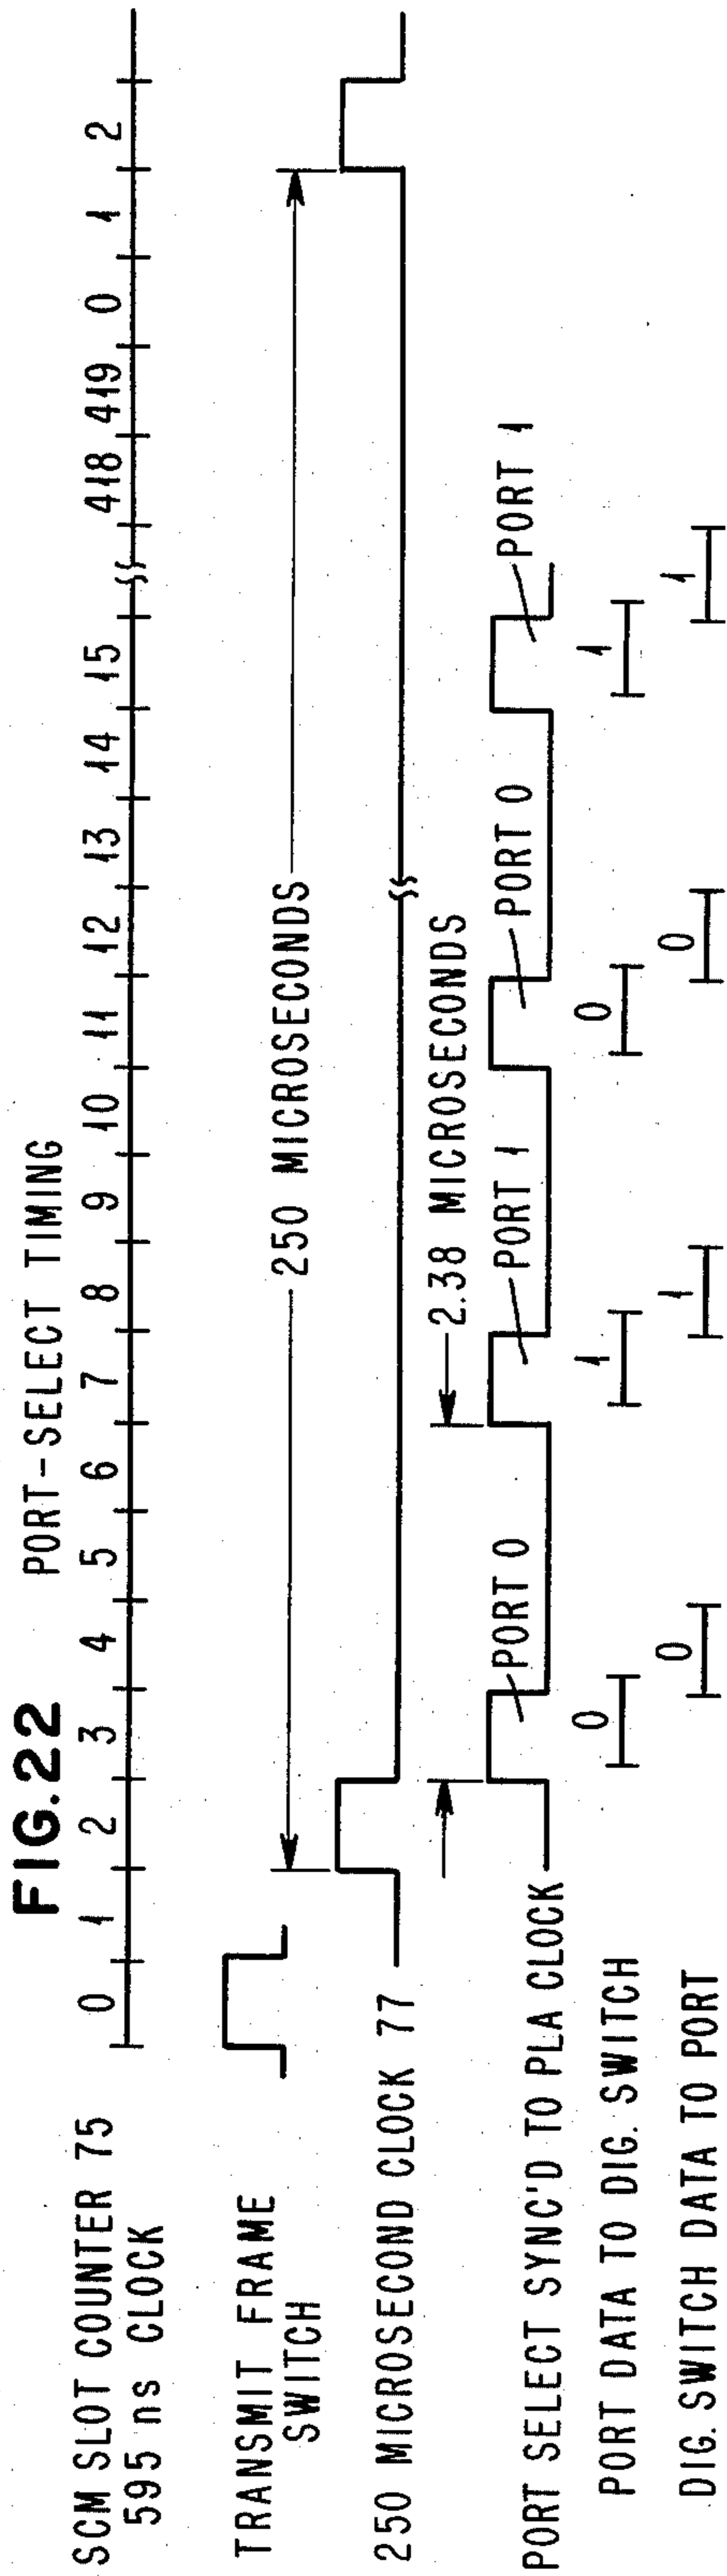 FIG.22 PORT-SELECT TIMING
SCM SLOT COUNTER 75
595 ns CLOCK
0 1 2 3 4 5 6 7 8 9 10 11 12 13 14 15 418 419 0 1 2
TRANSMIT FRAME
SWITCH
250 MICROSECONDS
250 MICROSECOND CLOCK 77
2.38 MICROSECONDS
PORT SELECT SYNC'D TO PLA CLOCK
PORT 0 PORT 1 PORT 0 PORT 1
PORT DATA TO DIG. SWITCH
0 1 0 1
DIG. SWITCH DATA TO PORT
0 1 0 1